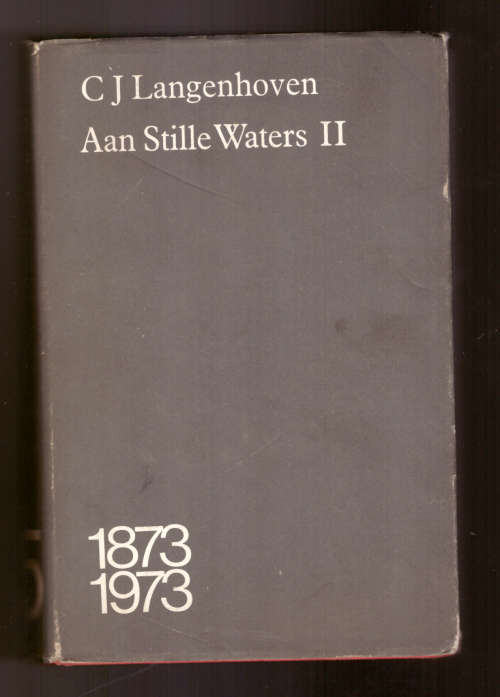 C J Langenhoven
Aan Stille Waters II
1873
1973